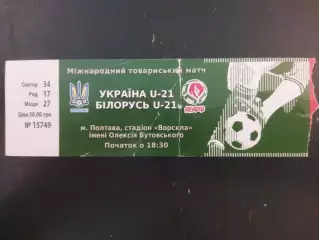 Міжнародний товариський матч
Сектор 34
Ряд 17
Місце 27
Ціна 30.00 грн.
№ 15749
УКРАЇНА U-21
БІЛОРУСЬ U-21
м. Полтава, стадіон «Ворскла»
імені Олексія Бутовського
Початок о 18:30